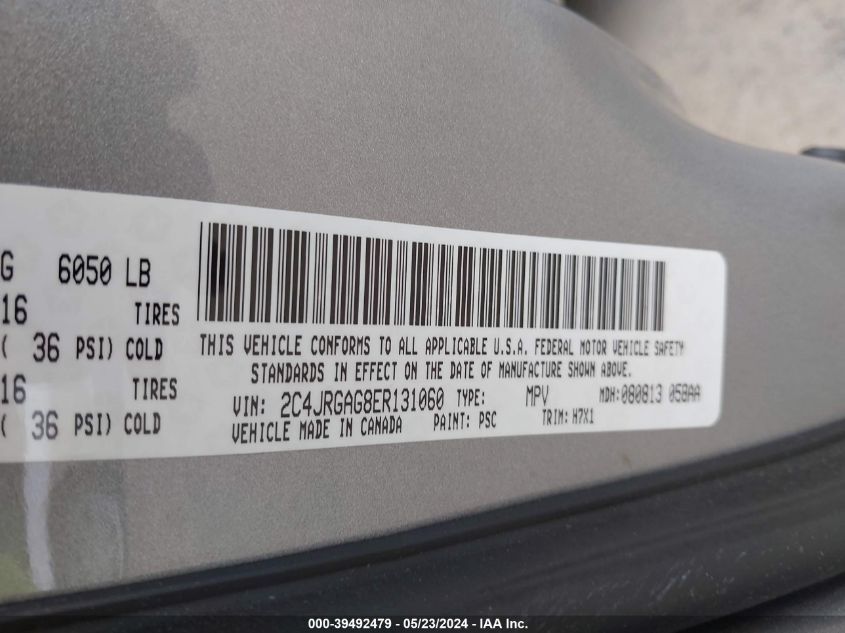 G 6050 LB
16 TIRES
( 36 PSI) COLD
16 TIRES
( 36 PSI) COLD
THIS VEHICLE CONFORMS TO ALL APPLICABLE U.S.A. FEDERAL MOTOR VEHICLE SAFETY
STANDARDS IN EFFECT ON THE DATE OF MANUFACTURE SHOWN ABOVE.
VIN: 2C4JRGAG8ER131060 TYPE: MPV MDH:080813 058AA
VEHICLE MADE IN CANADA PAINT: PSC TRIM: H7X1
000-39492479 - 05/23/2024 - IAA Inc.